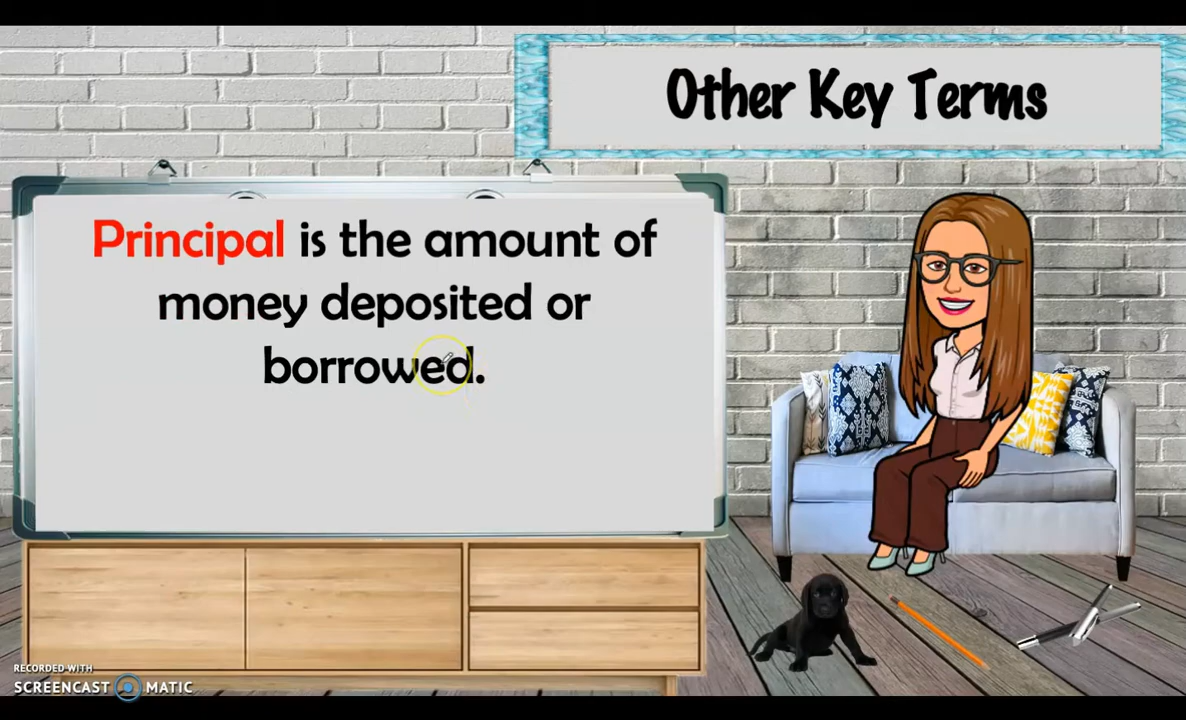 Other Key Terms
Principal is the amount of
money deposited or
borrowed.
RECORDED WITH
SCREENCAST MATIC